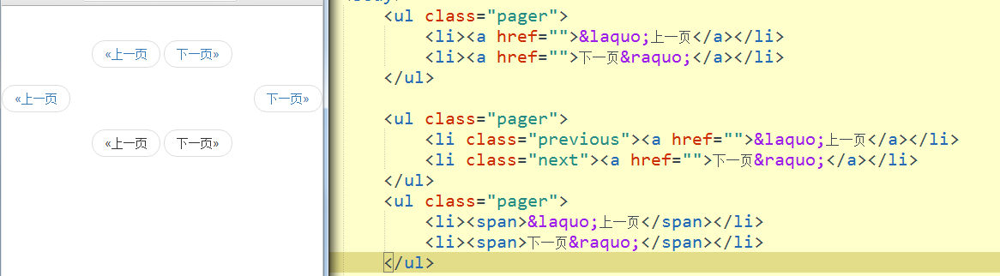 «上一页 下一页»
«上一页 下一页»
«上一页 下一页»
<ul class="pager">
<li><a href="">&laquo;上一页</a></li>
<li><a href="">下一页&raquo;</a></li>
</ul>
<ul class="pager">
<li class="previous"><a href="">&laquo;上一页</a></li>
<li class="next"><a href="">下一页&raquo;</a></li>
</ul>
<ul class="pager">
<li><span>&laquo;上一页</span></li>
<li><span>下一页&raquo;</span></li>
</ul>